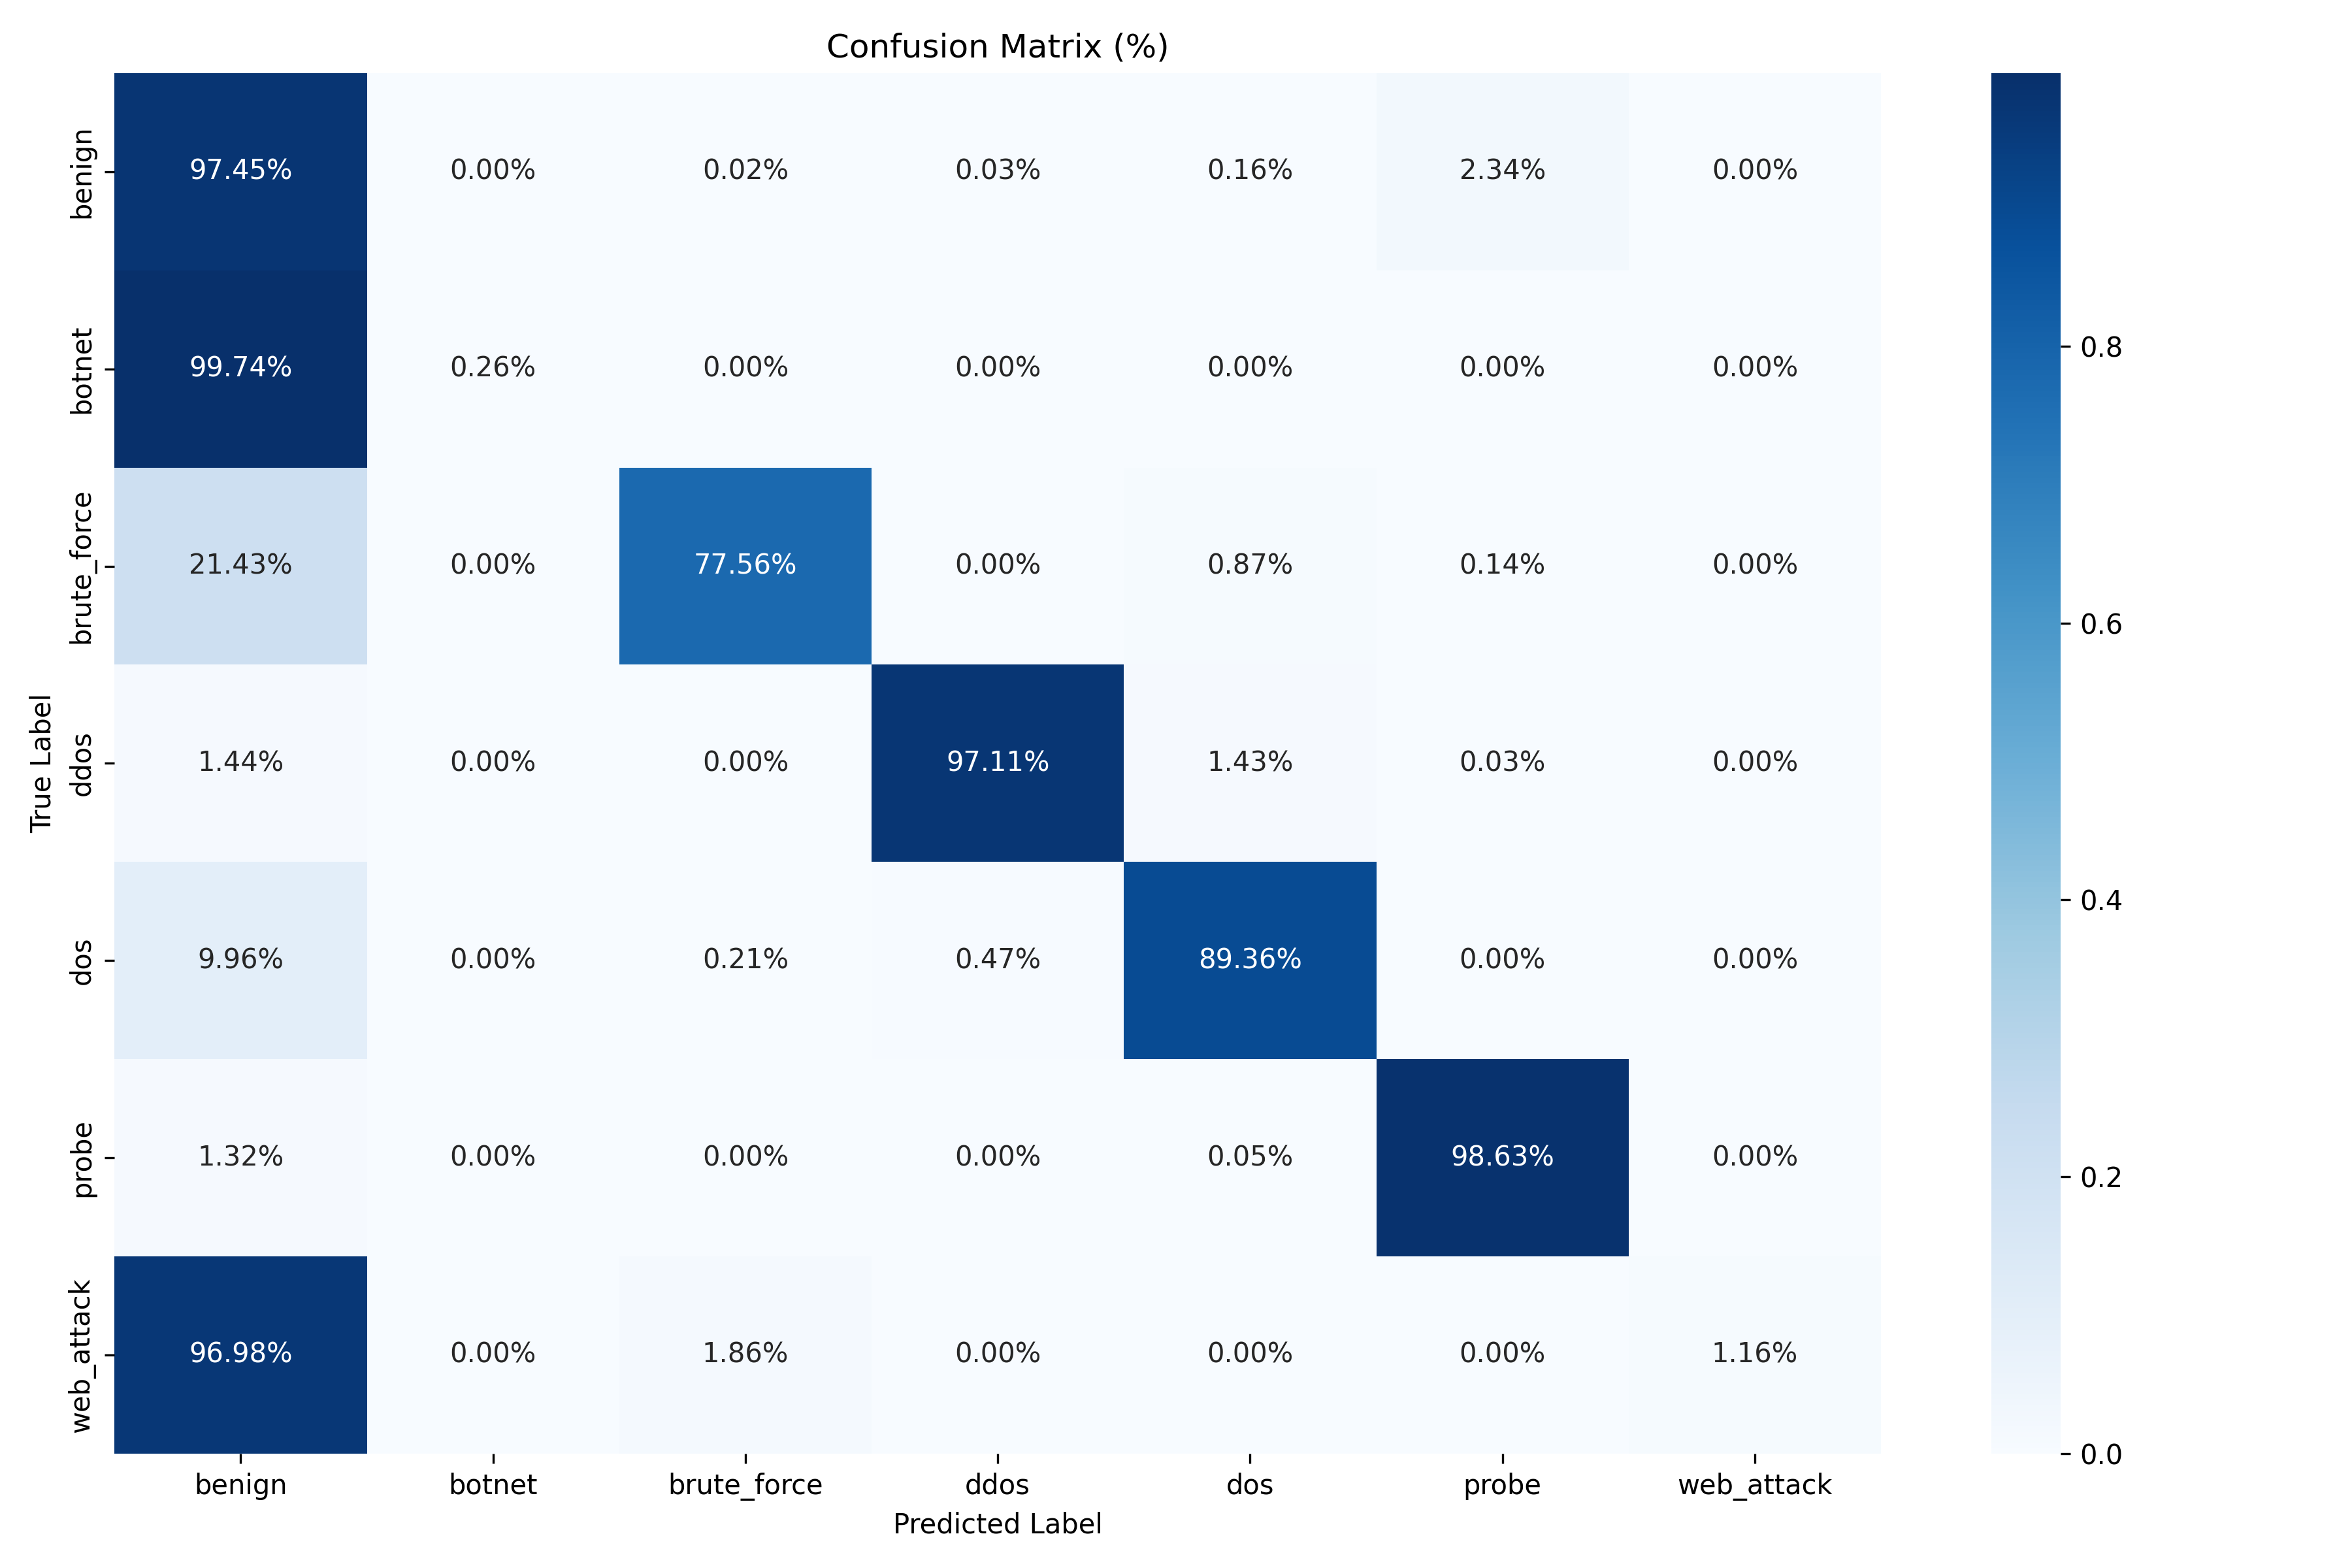 Confusion Matrix (%)
True Label
benign 97.45% 0.00% 0.02% 0.03% 0.16% 2.34% 0.00%
botnet 99.74% 0.26% 0.00% 0.00% 0.00% 0.00% 0.00%
brute_force 21.43% 0.00% 77.56% 0.00% 0.87% 0.14% 0.00%
ddos 1.44% 0.00% 0.00% 97.11% 1.43% 0.03% 0.00%
dos 9.96% 0.00% 0.21% 0.47% 89.36% 0.00% 0.00%
probe 1.32% 0.00% 0.00% 0.00% 0.05% 98.63% 0.00%
web_attack 96.98% 0.00% 1.86% 0.00% 0.00% 0.00% 1.16%
benign botnet brute_force ddos dos probe web_attack
Predicted Label
0.8
0.6
0.4
0.2
0.0